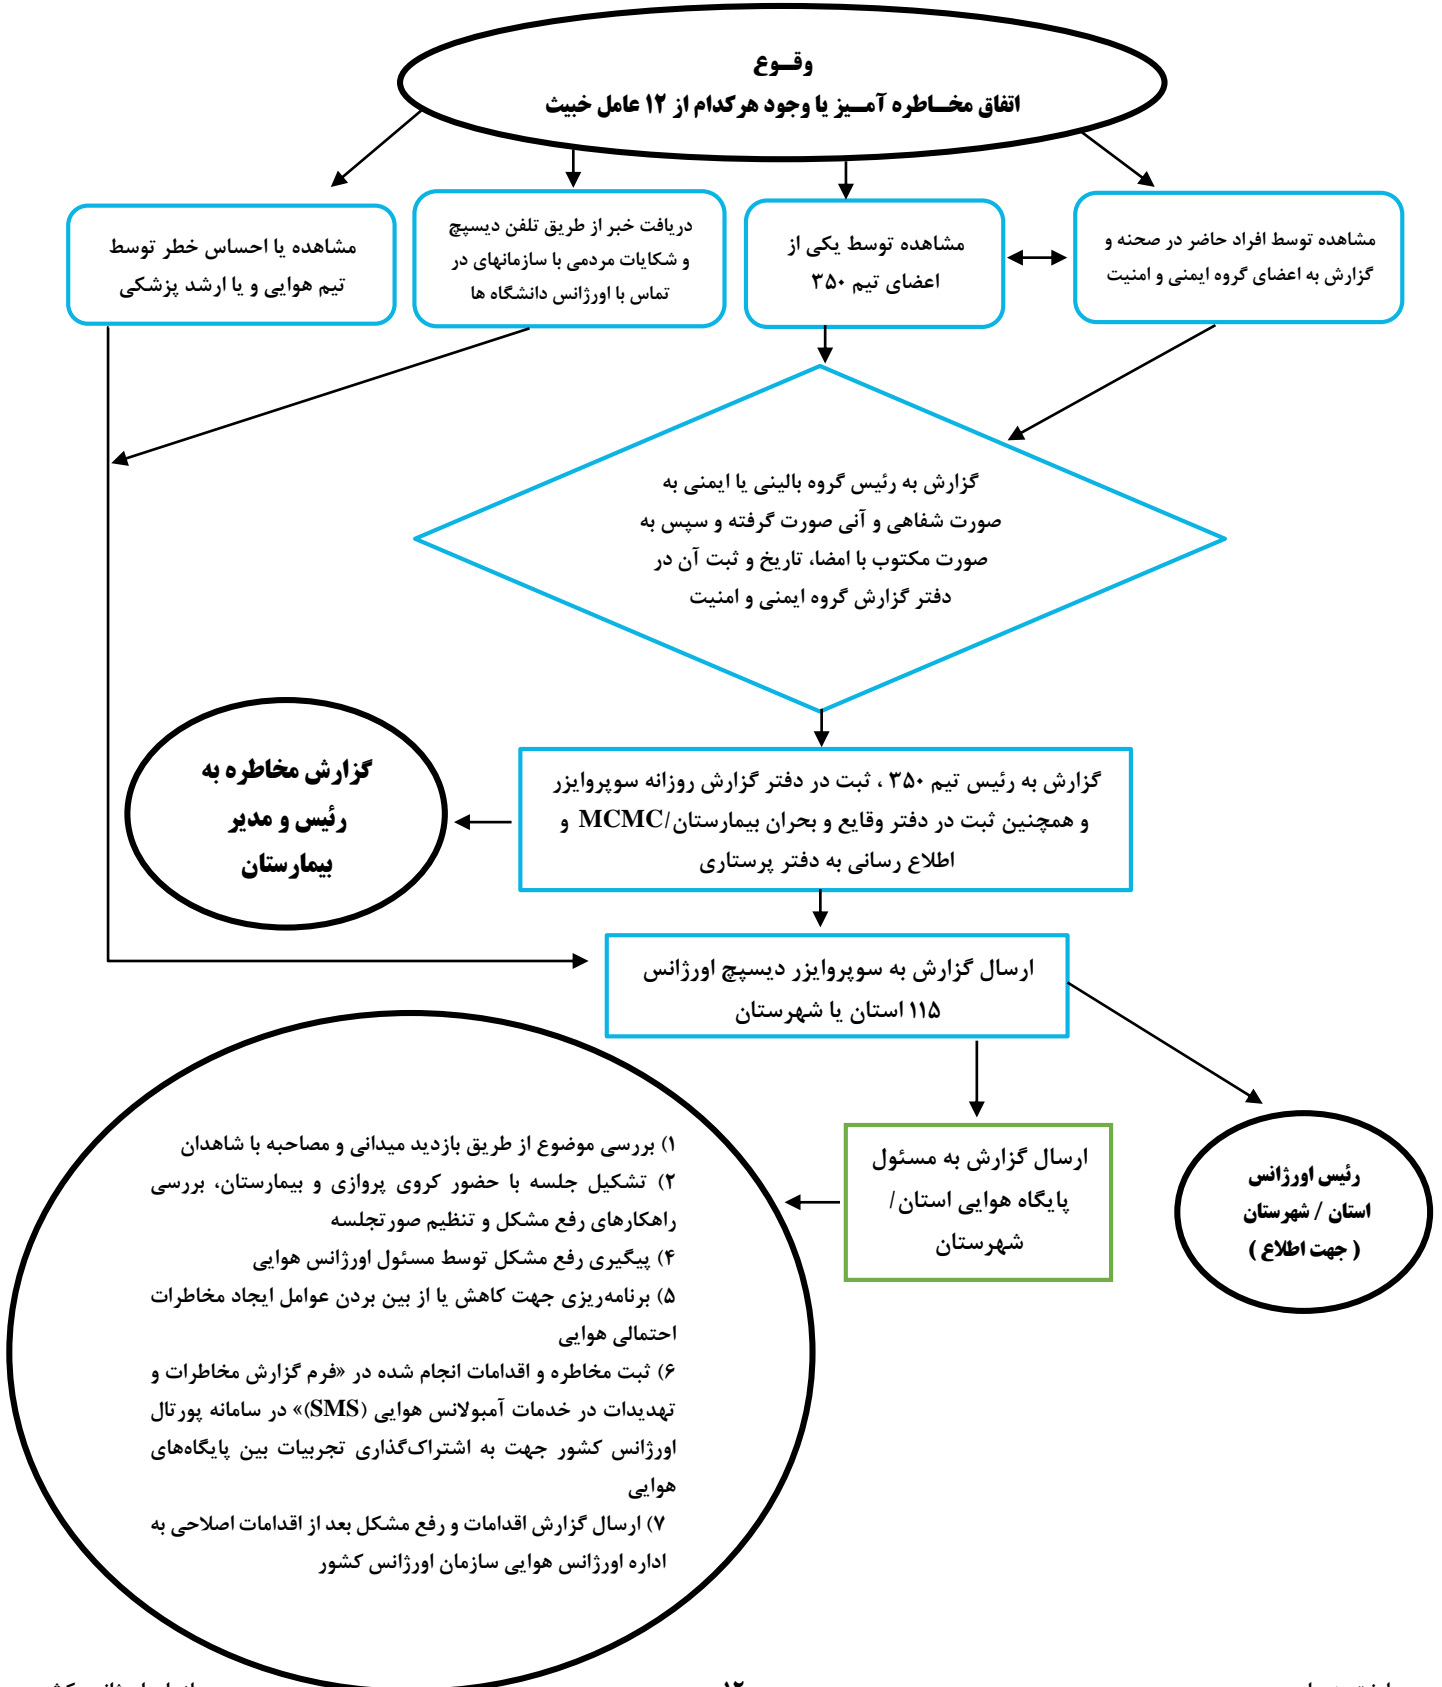 وقــوع
اتفاق مخــاطره آمــیز یا وجود هرکدام از ۱۲ عامل خبیث
مشاهده توسط افراد حاضر در صحنه و
گزارش به اعضای گروه ایمنی و امنیت
مشاهده توسط یکی از
اعضای تیم ۳۵۰
دریافت خبر از طریق تلفن دیسپچ
و شکایات مردمی با سازمانهای در
تماس با اورژانس دانشگاه ها
مشاهده یا احساس خطر توسط
تیم هوایی و یا ارشد پزشکی
گزارش به رئیس گروه بالینی یا ایمنی به
صورت شفاهی و آنی صورت گرفته و سپس به
صورت مکتوب با امضا، تاریخ و ثبت آن در
دفتر گزارش گروه ایمنی و امنیت
گزارش به رئیس تیم ۳۵۰ ، ثبت در دفتر گزارش روزانه سوپروایزر
و همچنین ثبت در دفتر وقایع و بحران بیمارستان/MCMC و
اطلاع رسانی به دفتر پرستاری
گزارش مخاطره به
رئیس و مدیر
بیمارستان
ارسال گزارش به سوپروایزر دیسپچ اورژانس
۱۱۵ استان یا شهرستان
ارسال گزارش به مسئول
پایگاه هوایی استان/
شهرستان
رئیس اورژانس
استان / شهرستان
( جهت اطلاع )
۱) بررسی موضوع از طریق بازدید میدانی و مصاحبه با شاهدان
۲) تشکیل جلسه با حضور کروی پروازی و بیمارستان، بررسی
راهکارهای رفع مشکل و تنظیم صورتجلسه
۴) پیگیری رفع مشکل توسط مسئول اورژانس هوایی
۵) برنامه‌ریزی جهت کاهش یا از بین بردن عوامل ایجاد مخاطرات
احتمالی هوایی
۶) ثبت مخاطره و اقدامات انجام شده در «فرم گزارش مخاطرات و
تهدیدات در خدمات آمبولانس هوایی (SMS)» در سامانه پورتال
اورژانس کشور جهت به اشتراک‌گذاری تجربیات بین پایگاه‌های
هوایی
۷) ارسال گزارش اقدامات و رفع مشکل بعد از اقدامات اصلاحی به
اداره اورژانس هوایی سازمان اورژانس کشور
۱۲